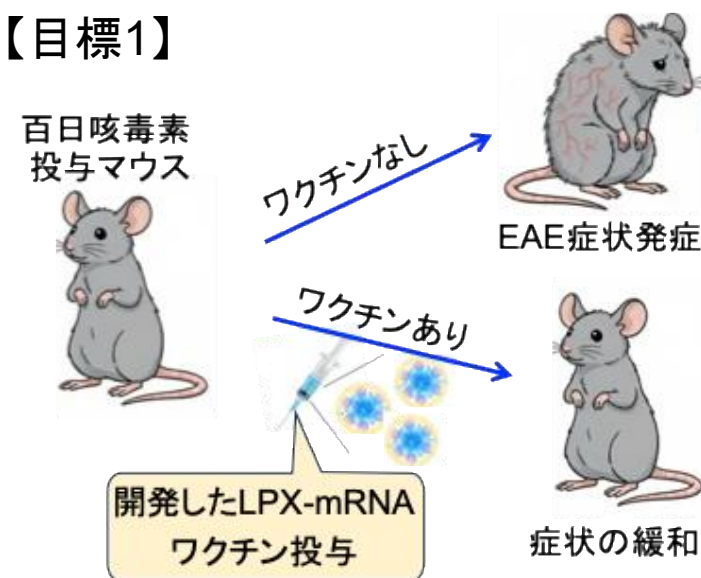 【目標1】
百日咳毒素
投与マウス
ワクチンなし
EAE症状発症
ワクチンあり
開発したLPX-mRNA
ワクチン投与
症状の緩和